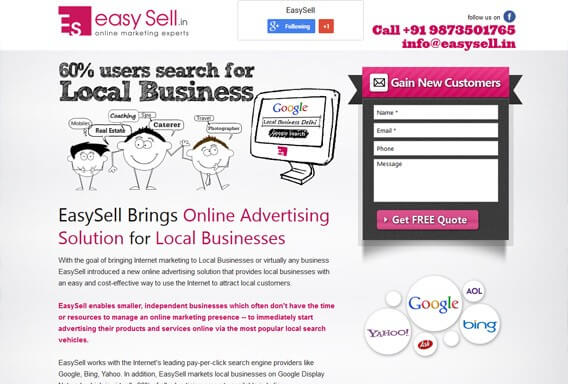 Es easy Sell.in
online marketing experts
EasySell
Following
+1
follow us on
Call +91 9873501765
info@easysell.in
60% users search for
Local Business
Mobiles
Coaching
Spa
Real Estate
Caterer
Travel
Photographer
Google
Local Business Delhi
Google Search
Gain New Customers
Name *
Email *
Phone
Message
Get FREE Quote
EasySell Brings Online Advertising
Solution for Local Businesses
With the goal of bringing Internet marketing to Local Businesses or virtually any business
EasySell introduced a new online advertising solution that provides local businesses with
an easy and cost-effective way to use the Internet to attract local customers.
EasySell enables smaller, independent businesses which often don't have the time
or resources to manage an online marketing presence -- to immediately start
advertising their products and services online via the most popular local search
vehicles.
EasySell works with the Internet's leading pay-per-click search engine providers like
Google, Bing, Yahoo. In addition, EasySell markets local businesses on Google Display
AOL
Google
YAHOO!
bing
Ask